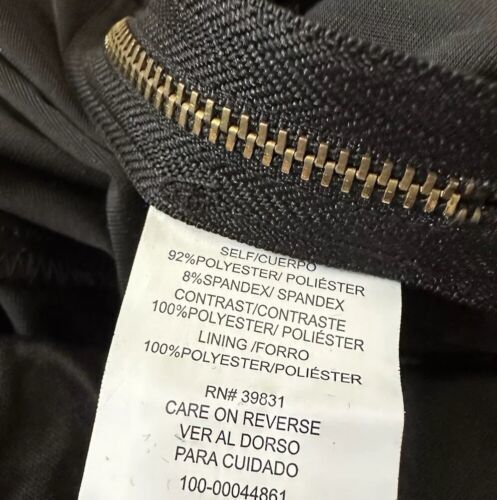 SELF/CUERPO
92%POLYESTER/ POLIÉSTER
8%SPANDEX/ SPANDEX
CONTRAST/CONTRASTE
100%POLYESTER/ POLIÉSTER
LINING /FORRO
100%POLYESTER/POLIÉSTER
RN# 39831
CARE ON REVERSE
VER AL DORSO
PARA CUIDADO
100-00044861